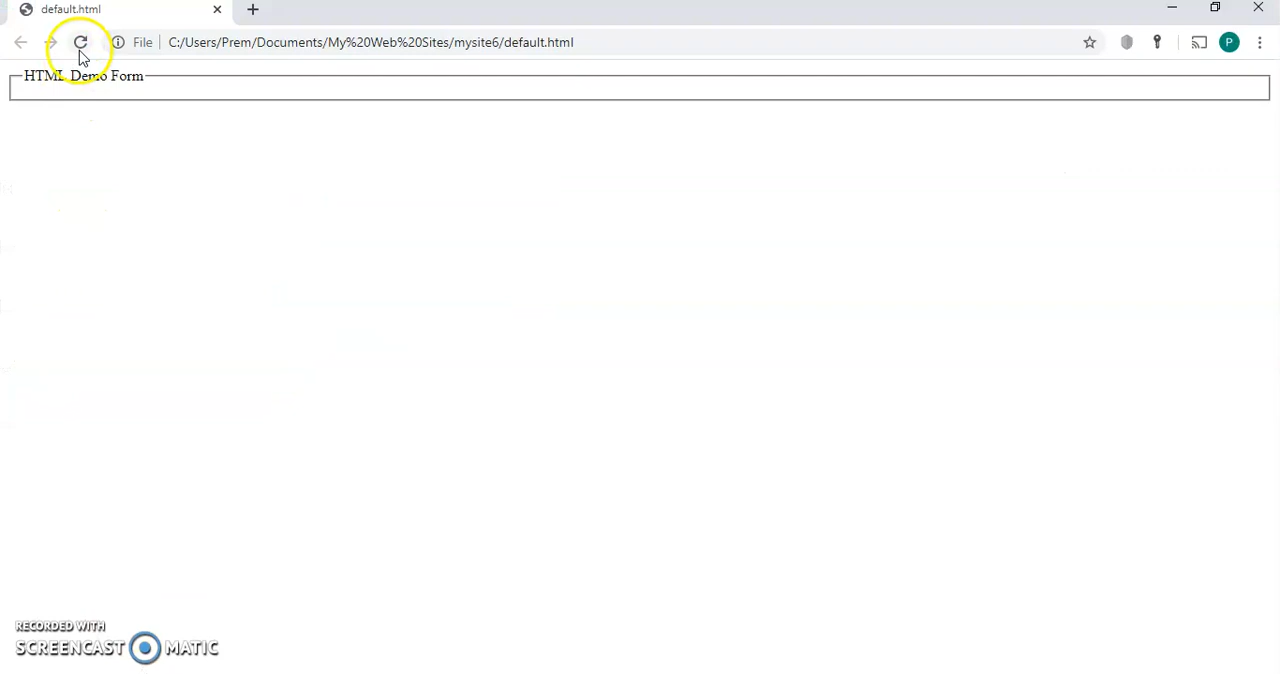 default.html
File C:/Users/Prem/Documents/My%20Web%20Sites/mysite6/default.html
P
HTML Demo Form
RECORDED WITH
SCREENCAST MATIC